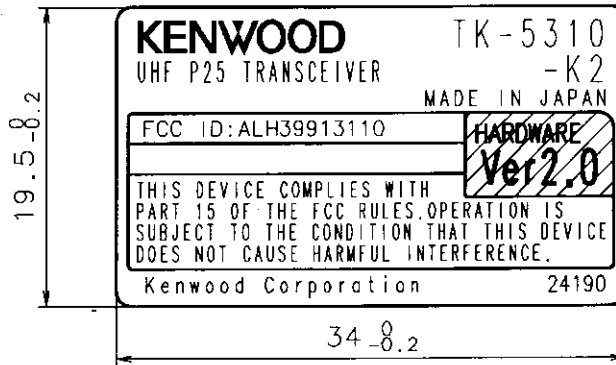 KENWOOD
TK-5310
UHF P25 TRANSCEIVER
-K2
MADE IN JAPAN
FCC ID:ALH39913110
HARDWARE
Ver2.0
THIS DEVICE COMPLIES WITH
PART 15 OF THE FCC RULES.OPERATION IS
SUBJECT TO THE CONDITION THAT THIS DEVICE
DOES NOT CAUSE HARMFUL INTERFERENCE.
Kenwood Corporation
24190
19.5 0 -0.2
34 0 -0.2